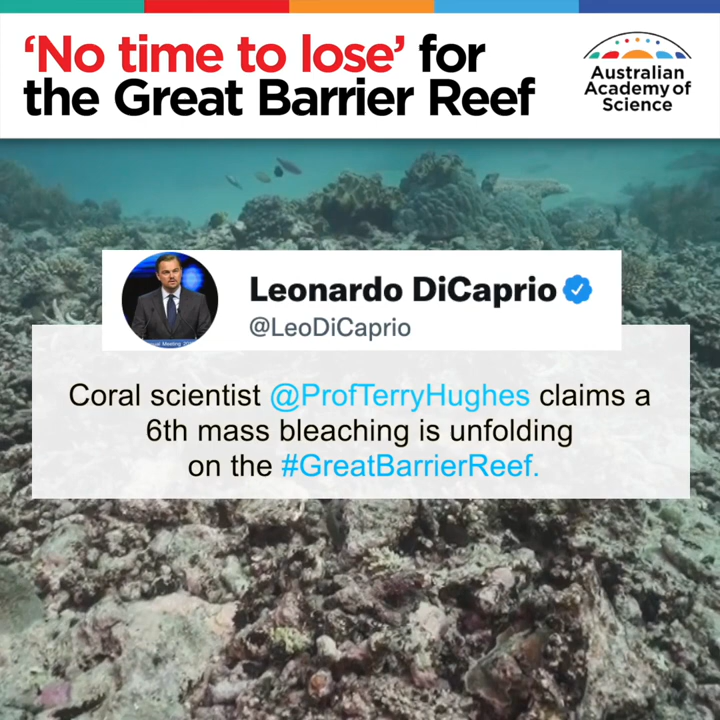 ‘No time to lose’ for
the Great Barrier Reef
Australian
Academy of
Science
Leonardo DiCaprio
@LeoDiCaprio
Coral scientist @ProfTerryHughes claims a
6th mass bleaching is unfolding
on the #GreatBarrierReef.